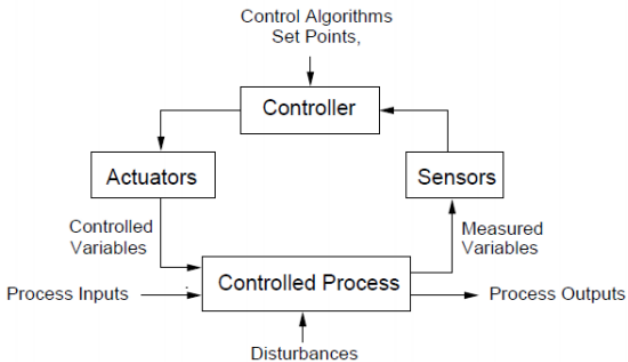 Control Algorithms
Set Points,
Controller
Actuators
Sensors
Controlled
Variables
Measured
Variables
Controlled Process
Process Inputs
Process Outputs
Disturbances